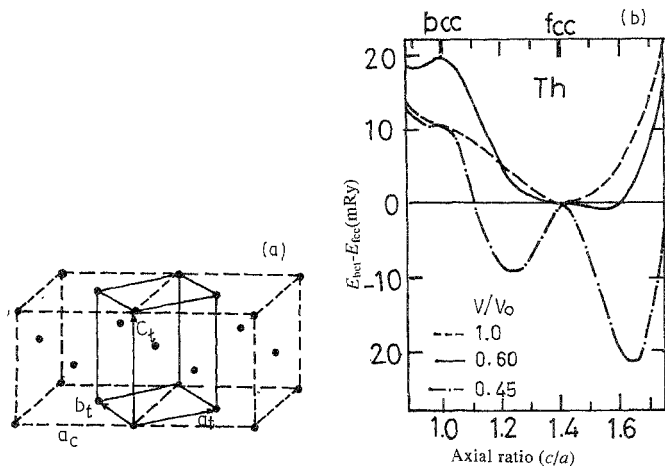 (a)
C_t
b_t
a_t
a_c
bcc fcc (b)
Th
20
10
0
-10
20
E_bct-E_fcc(mRy)
V/V₀
1.0
0.60
0.45
1.0 1.2 1.4 1.6
Axial ratio (c/a)